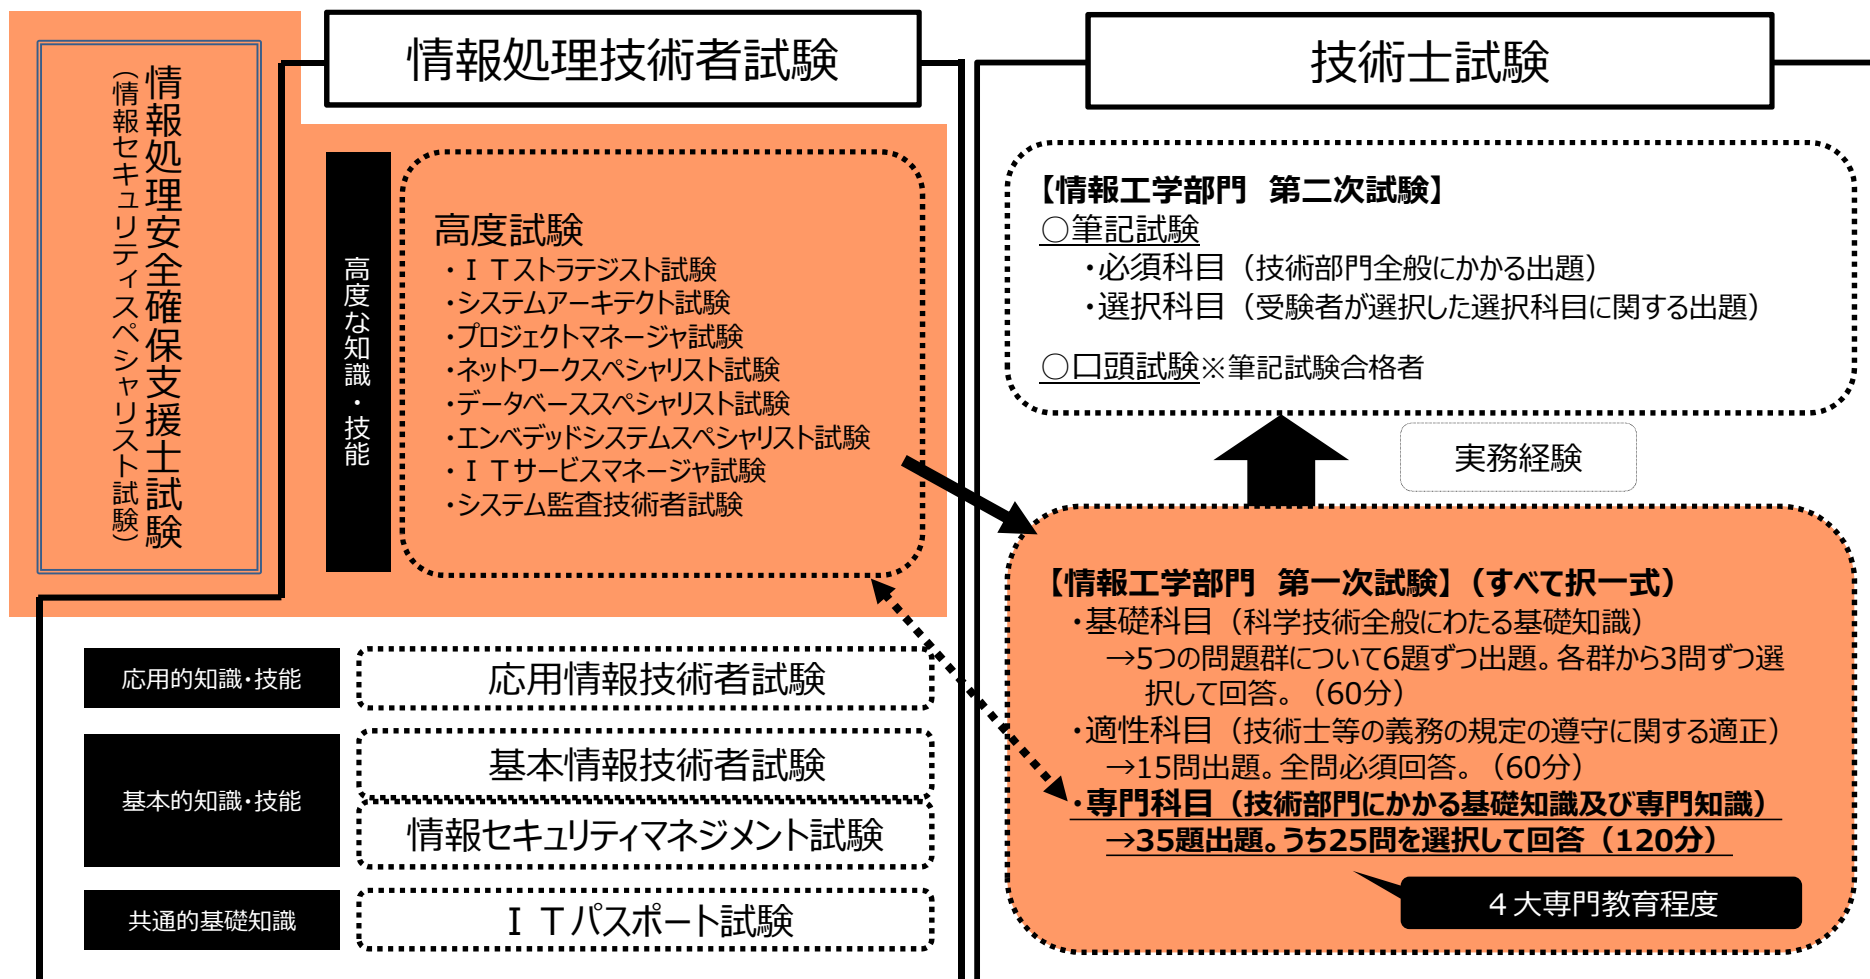 情報処理安全確保支援士試験
（情報セキュリティスペシャリスト試験）
情報処理技術者試験
高度な知識・技能
高度試験
・ＩＴストラテジスト試験
・システムアーキテクト試験
・プロジェクトマネージャ試験
・ネットワークスペシャリスト試験
・データベーススペシャリスト試験
・エンベデッドシステムスペシャリスト試験
・ＩＴサービスマネージャ試験
・システム監査技術者試験
応用的知識・技能
応用情報技術者試験
基本的知識・技能
基本情報技術者試験
情報セキュリティマネジメント試験
共通的基礎知識
ＩＴパスポート試験
技術士試験
【情報工学部門　第二次試験】
○筆記試験
・必須科目（技術部門全般にかかる出題）
・選択科目（受験者が選択した選択科目に関する出題）
○口頭試験※筆記試験合格者
実務経験
【情報工学部門　第一次試験】（すべて択一式）
・基礎科目（科学技術全般にわたる基礎知識）
→5つの問題群について6題ずつ出題。各群から3問ずつ選
択して回答。（60分）
・適性科目（技術士等の義務の規定の遵守に関する適正）
→15問出題。全問必須回答。（60分）
・専門科目（技術部門にかかる基礎知識及び専門知識）
→35題出題。うち25問を選択して回答（120分）
４大専門教育程度